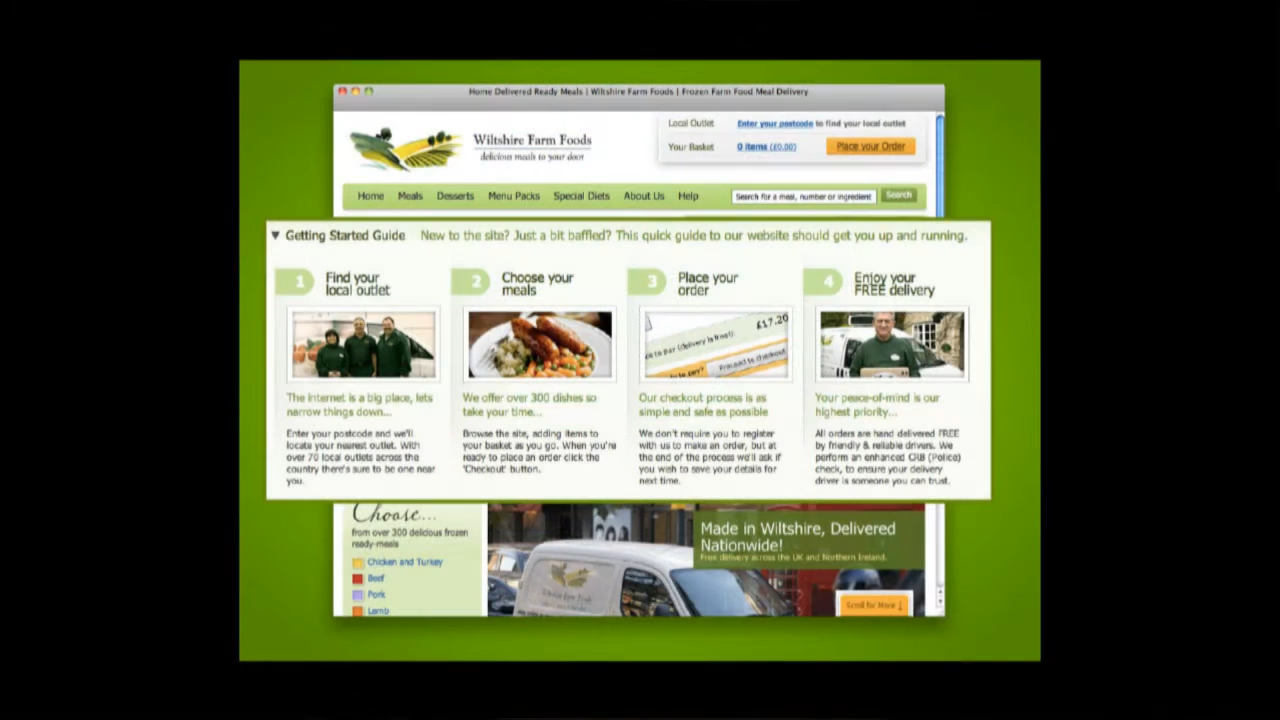 Home Delivered Ready Meals | Wiltshire Farm Foods | Frozen Farm Food Meal Delivery
Wiltshire Farm Foods
delicious meals to your door
Local Outlet Enter your postcode to find your local outlet
Your Basket 0 items (£0.00) Place your Order
Home Meals Desserts Menu Packs Special Diets About Us Help Search for a meal, number or ingredient Search
Getting Started Guide New to the site? Just a bit baffled? This quick guide to our website should get you up and running.
1 Find your
local outlet
The internet is a big place, lets
narrow things down...
Enter your postcode and we'll
locate your nearest outlet. With
over 70 local outlets across the
country there's sure to be one near
you.
2 Choose your
meals
We offer over 300 dishes so
take your time...
Browse the site, adding items to
your basket as you go. When you're
ready to place an order click the
'Checkout' button.
3 Place your
order
£17.20
to pay (delivery is free!):
to pay? Proceed to checkout
Our checkout process is as
simple and safe as possible
We don't require you to register
with us to make an order, but at
the end of the process we'll ask if
you wish to save your details for
next time.
4 Enjoy your
FREE delivery
Your peace-of-mind is our
highest priority...
All orders are hand delivered FREE
by friendly & reliable drivers. We
perform an enhanced CRB (Police)
check, to ensure your delivery
driver is someone you can trust.
Choose...
from over 300 delicious frozen
ready-meals
Chicken and Turkey
Beef
Pork
Lamb
Made in Wiltshire, Delivered
Nationwide!
Free delivery across the UK and Northern Ireland.
Wiltshire Farm Foods
Scroll for More